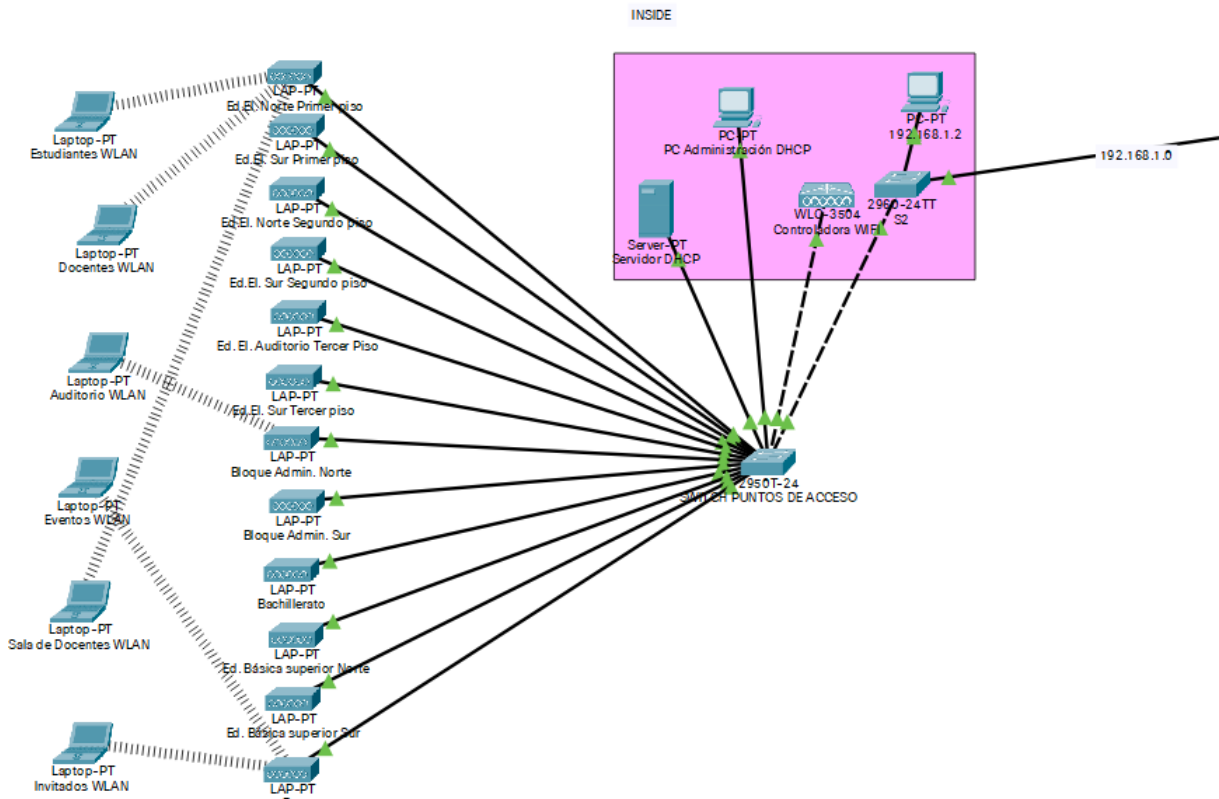 INSIDE
LAP-PT
Ed.El. Norte Primer piso
Laptop-PT
Estudiantes WLAN
LAP-PT
Ed.El. Sur Primer piso
LAP-PT
Ed.El. Norte Segundo piso
Laptop-PT
Docentes WLAN
LAP-PT
Ed.El. Sur Segundo piso
LAP-PT
Ed. El. Auditorio Tercer Piso
Laptop-PT
Auditorio WLAN
LAP-PT
Ed.El. Sur Tercer piso
LAP-PT
Bloque Admin. Norte
Laptop-PT
Eventos WLAN
LAP-PT
Bloque Admin. Sur
LAP-PT
Bachillerato
Laptop-PT
Sala de Docentes WLAN
LAP-PT
Ed. Básica superior Norte
LAP-PT
Ed. Básica superior Sur
Laptop-PT
Invitados WLAN
LAP-PT
PC-PT
PC Administración DHCP
PC-PT
192.168.1.2
192.168.1.0
Server-PT
Servidor DHCP
WLC-3504
Controladora WIFI
2960-24TT
S2
2950T-24
SWITCH PUNTOS DE ACCESO